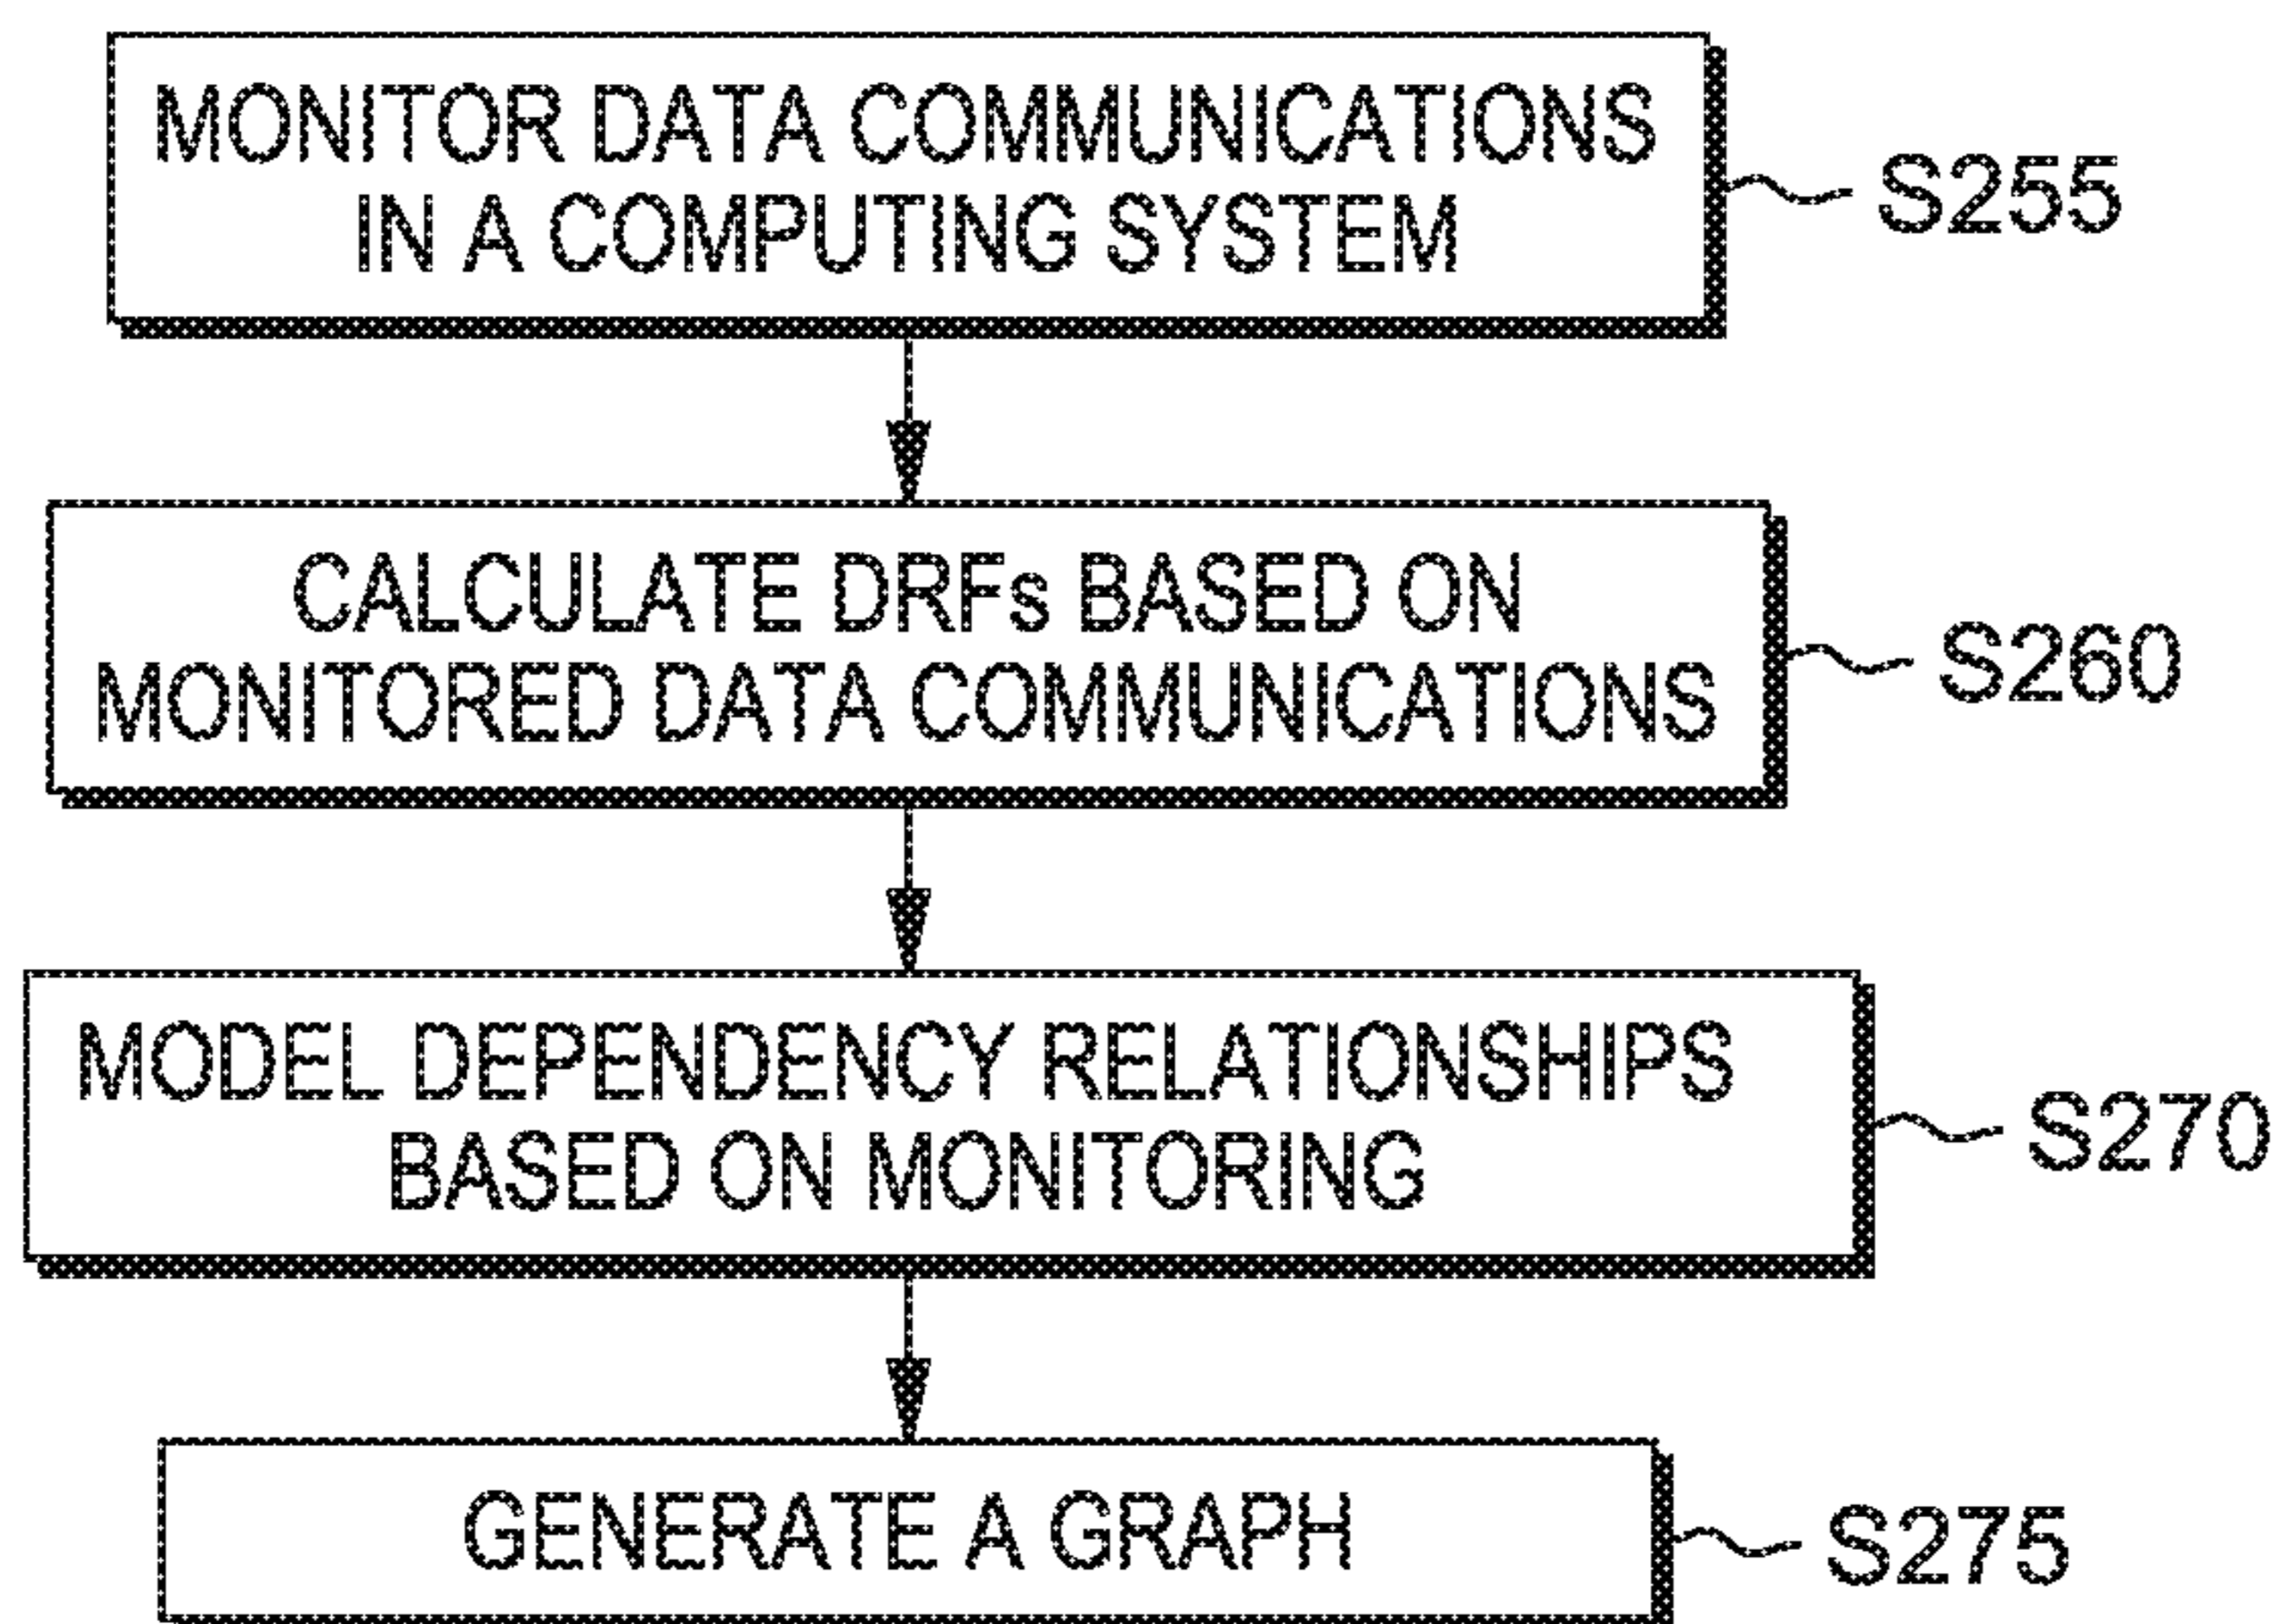 MONITOR DATA COMMUNICATIONS
IN A COMPUTING SYSTEM
S255
CALCULATE DRFs BASED ON
MONITORED DATA COMMUNICATIONS
S260
MODEL DEPENDENCY RELATIONSHIPS
BASED ON MONITORING
S270
GENERATE A GRAPH
S275